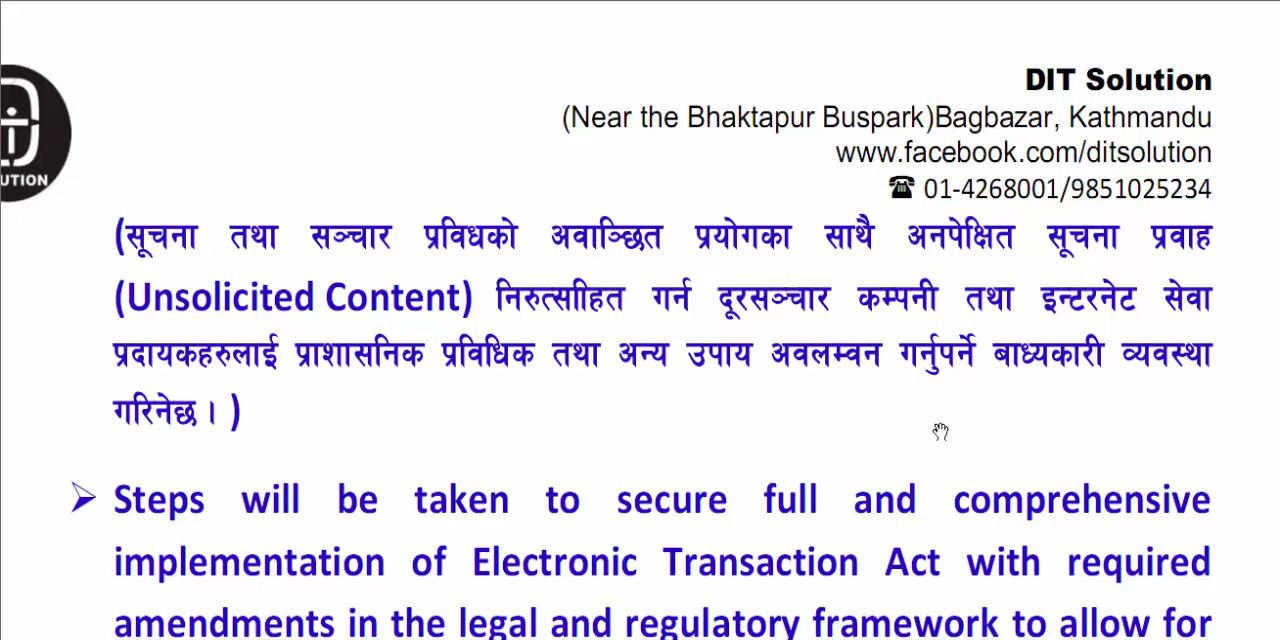 DIT Solution
(Near the Bhaktapur Buspark)Bagbazar, Kathmandu
www.facebook.com/ditsolution
☎ 01-4268001/9851025234
UTION
(सूचना तथा सञ्चार प्रविधको अवाञ्छित प्रयोगका साथै अनपेक्षित सूचना प्रवाह
(Unsolicited Content) निरुत्सािहत गर्न दूरसञ्चार कम्पनी तथा इन्टरनेट सेवा
प्रदायकहरुलाई प्राशासनिक प्रविधिक तथा अन्य उपाय अवलम्वन गर्नुपर्ने बाध्यकारी व्यवस्था
गरिनेछ । )
➢ Steps will be taken to secure full and comprehensive
implementation of Electronic Transaction Act with required
amendments in the legal and regulatory framework to allow for